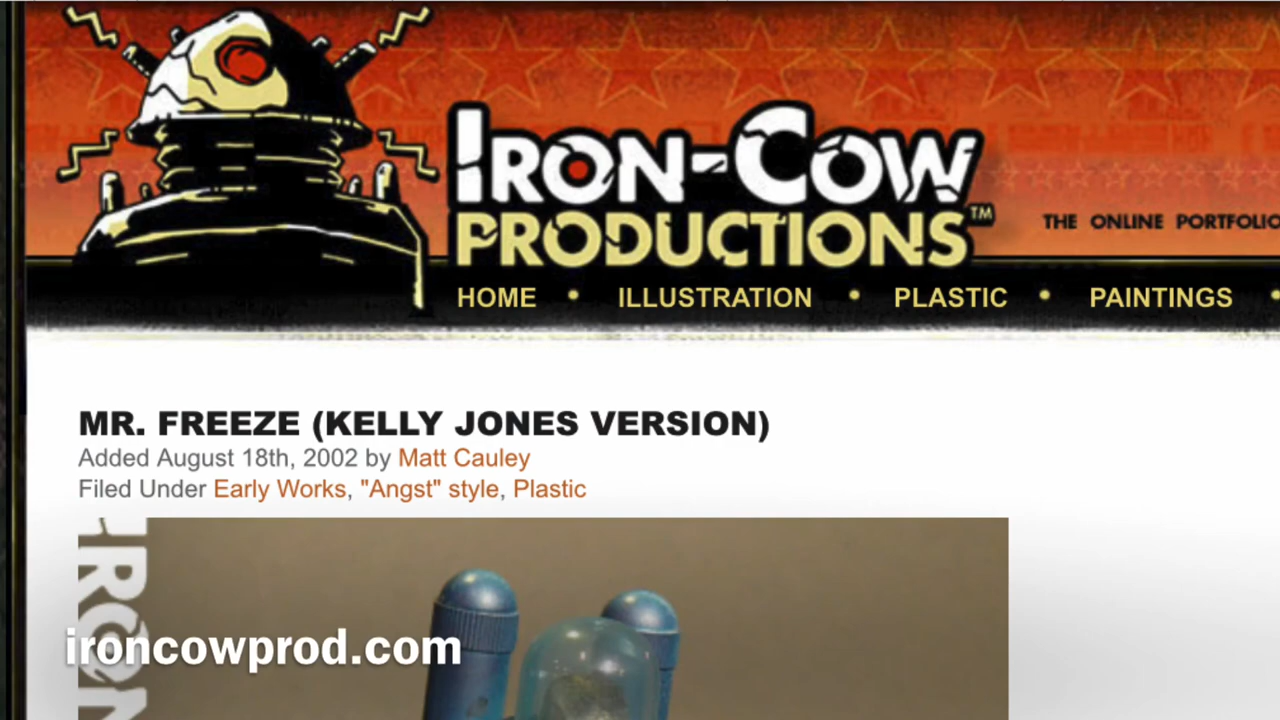 IRON-COW
PRODUCTIONS™
THE ONLINE PORTFOLIO
HOME • ILLUSTRATION • PLASTIC • PAINTINGS •
MR. FREEZE (KELLY JONES VERSION)
Added August 18th, 2002 by Matt Cauley
Filed Under Early Works, "Angst" style, Plastic
IRON
ironcowprod.com